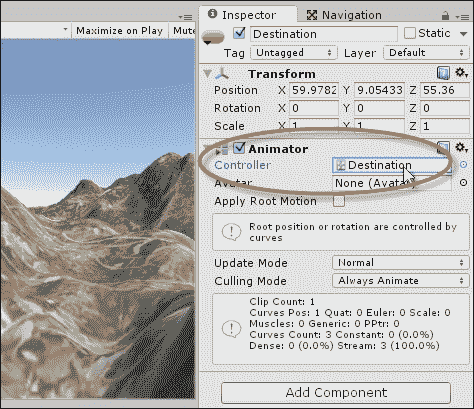 Inspector
Navigation
Maximize on Play
Mute
Destination
Static
Tag Untagged Layer Default
Transform
Position X 59.9782 Y 9.05433 Z 55.36
Rotation X 0 Y 0 Z 0
Scale X 1 Y 1 Z 1
Animator
Controller Destination
Avatar None (Avatar)
Apply Root Motion
Root position or rotation are controlled by
curves
Update Mode Normal
Culling Mode Always Animate
Clip Count: 1
Curves Pos: 1 Quat: 0 Euler: 0 Scale: 0
Muscles: 0 Generic: 0 PPtr: 0
Curves Count: 3 Constant: 0 (0.0%)
Dense: 0 (0.0%) Stream: 3 (100.0%)
Add Component